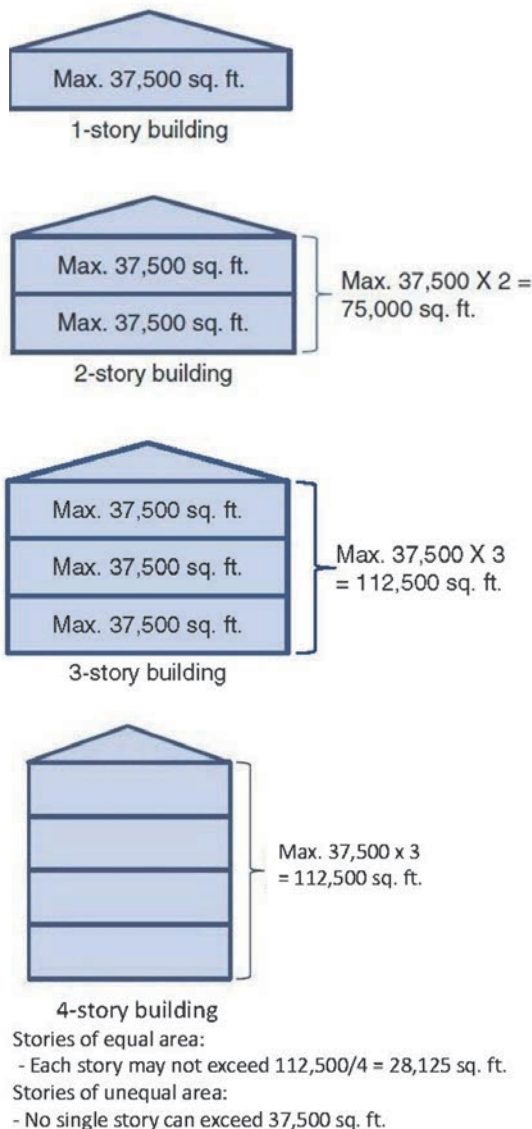 Max. 37,500 sq. ft.
1-story building
Max. 37,500 sq. ft.
Max. 37,500 sq. ft.
Max. 37,500 X 2 =
75,000 sq. ft.
2-story building
Max. 37,500 sq. ft.
Max. 37,500 sq. ft.
Max. 37,500 sq. ft.
Max. 37,500 X 3
= 112,500 sq. ft.
3-story building
Max. 37,500 x 3
= 112,500 sq. ft.
4-story building
Stories of equal area:
- Each story may not exceed 112,500/4 = 28,125 sq. ft.
Stories of unequal area:
- No single story can exceed 37,500 sq. ft.